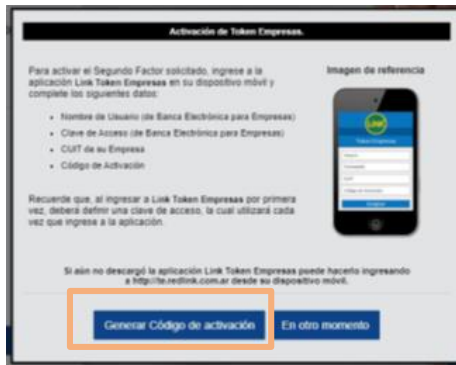 Activación de Token Empresas.
Para activar el Segundo Factor solicitado, ingrese a la
aplicación Link Token Empresas en su dispositivo móvil y
complete los siguientes datos:
Nombre de Usuario (de Banca Electrónica para Empresas)
Clave de Acceso (de Banca Electrónica para Empresas)
CUIT de su Empresa
Código de Activación
Recuerde que, al ingresar a Link Token Empresas por primera
vez, deberá definir una clave de acceso, la cual utilizará cada
vez que ingrese a la aplicación.
Imagen de referencia
LINK
Token Empresas
Si aún no descargó la aplicación Link Token Empresas puede hacerlo ingresando
a http://te.redlink.com.ar desde su dispositivo móvil.
Generar Código de activación
En otro momento